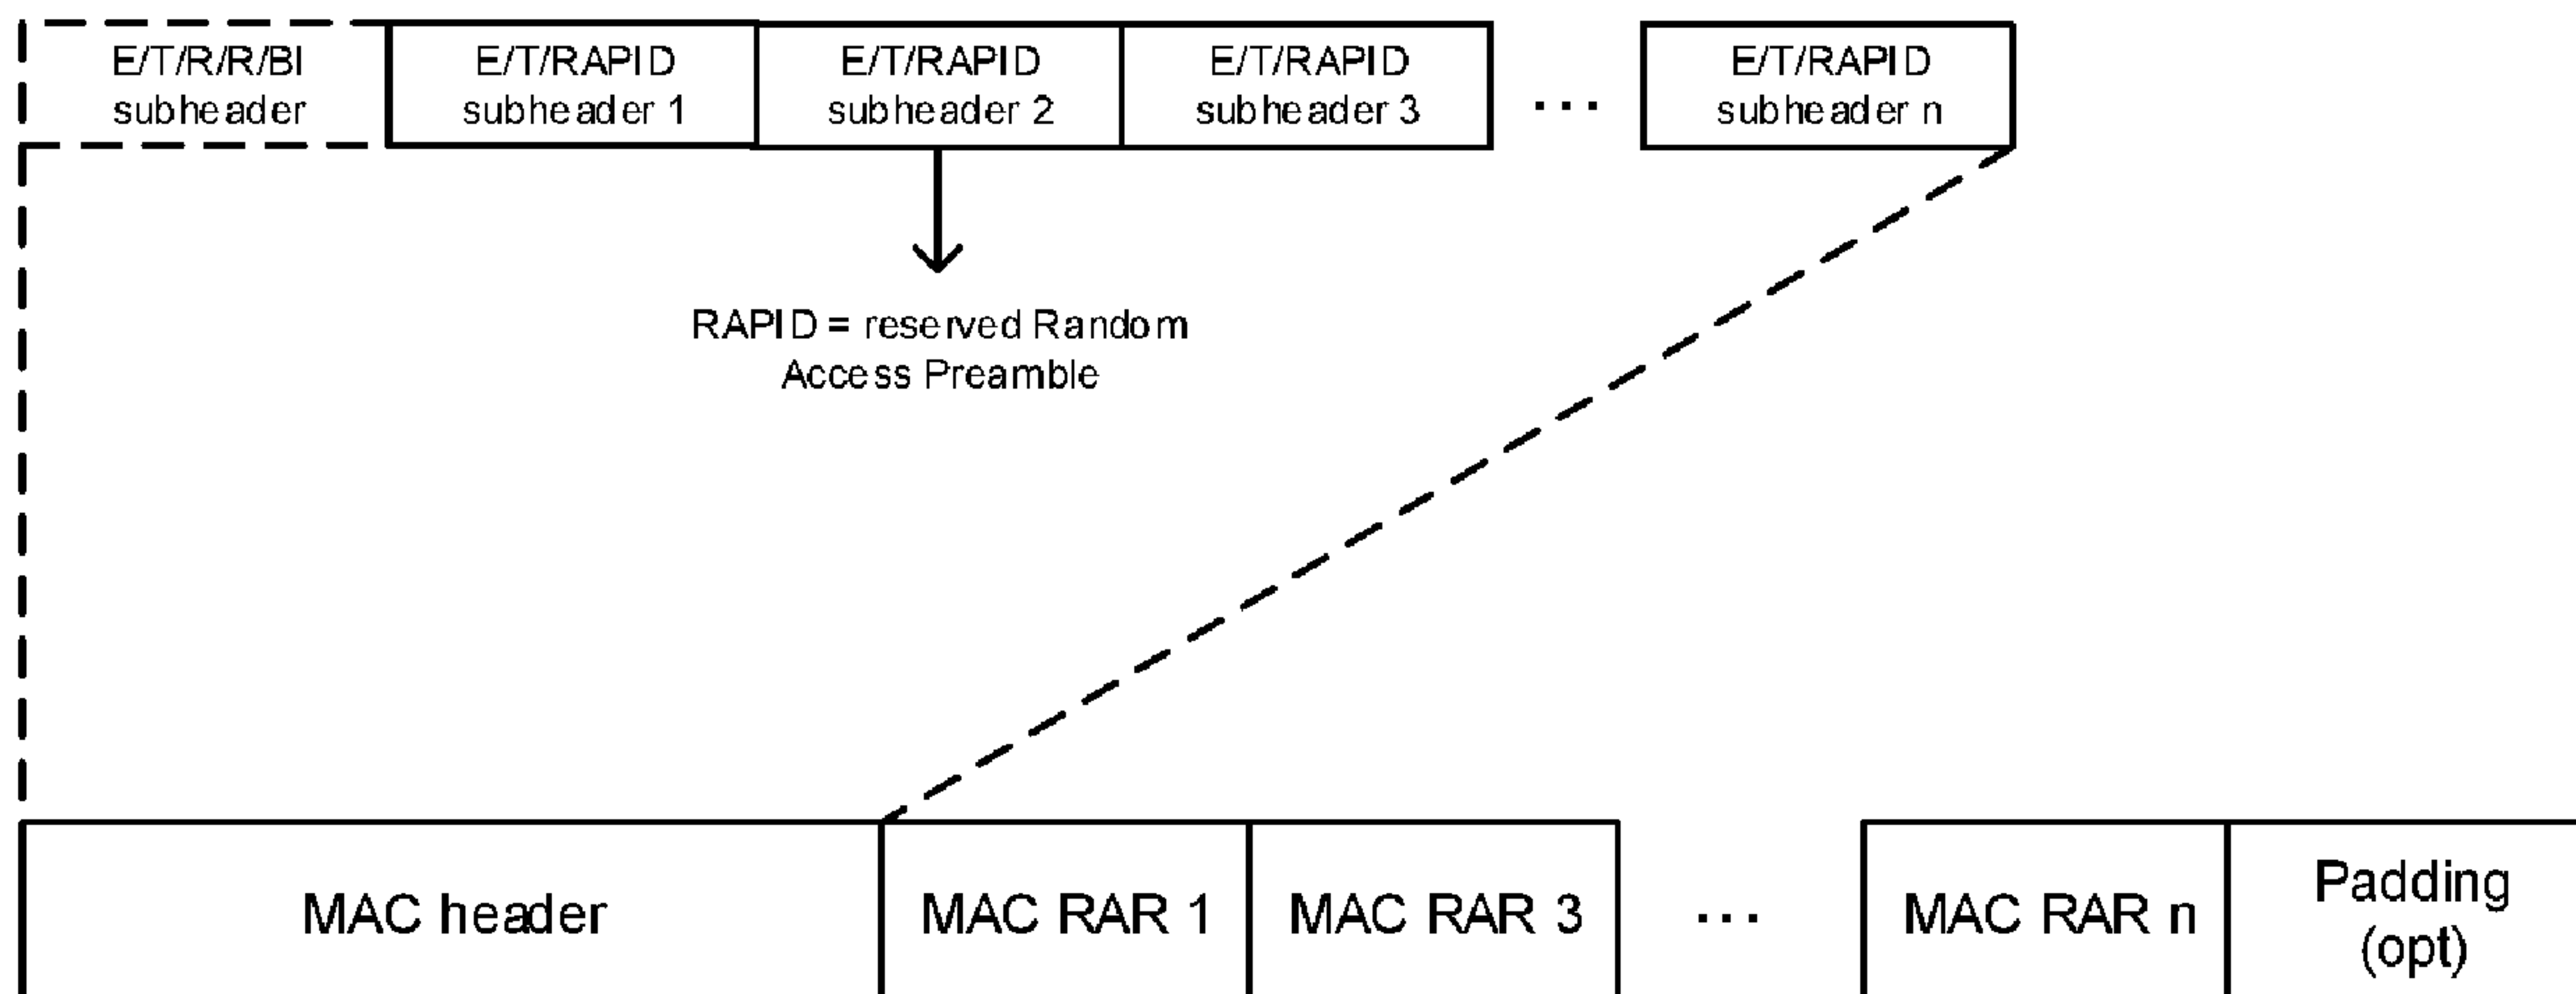 E/T/R/R/BI
subheader
E/T/RAPID
subheader 1
E/T/RAPID
subheader 2
E/T/RAPID
subheader 3
...
E/T/RAPID
subheader n
RAPID = reserved Random
Access Preamble
MAC header
MAC RAR 1
MAC RAR 3
...
MAC RAR n
Padding
(opt)